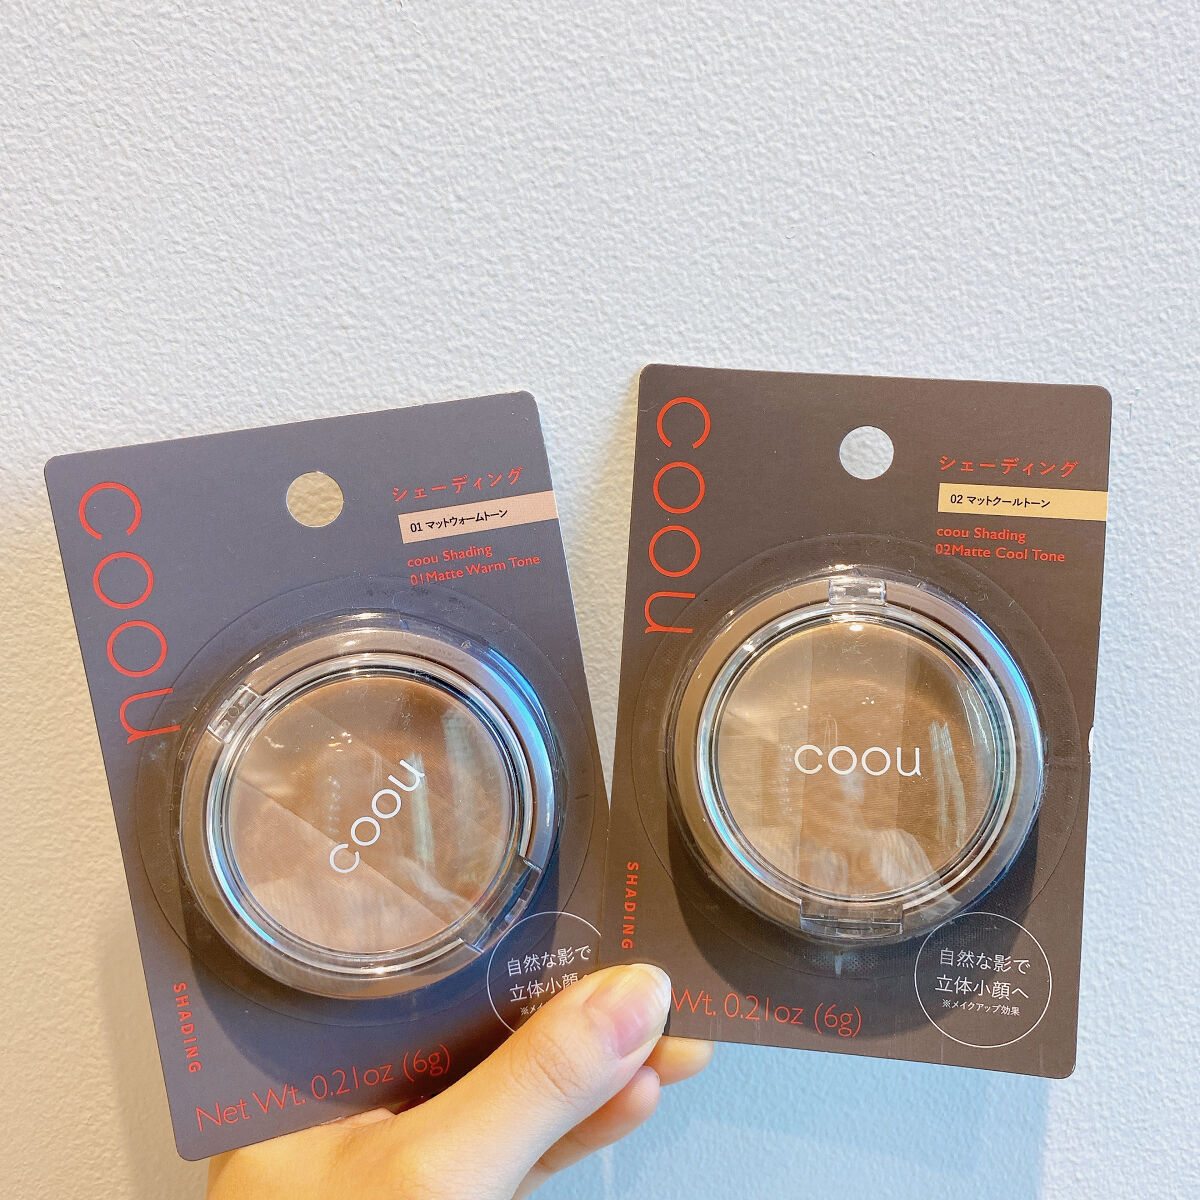 coou
シェーディング
01 マットウォームトーン
coou Shading
01Matte Warm Tone
coou
SHADING
自然な影で
立体小顔へ
※メイク
Net Wt. 0.21oz (6g)
coou
シェーディング
02 マットクールトーン
coou Shading
02Matte Cool Tone
coou
SHADING
自然な影で
立体小顔へ
※メイクアップ効果
Wt. 0.21oz (6g)